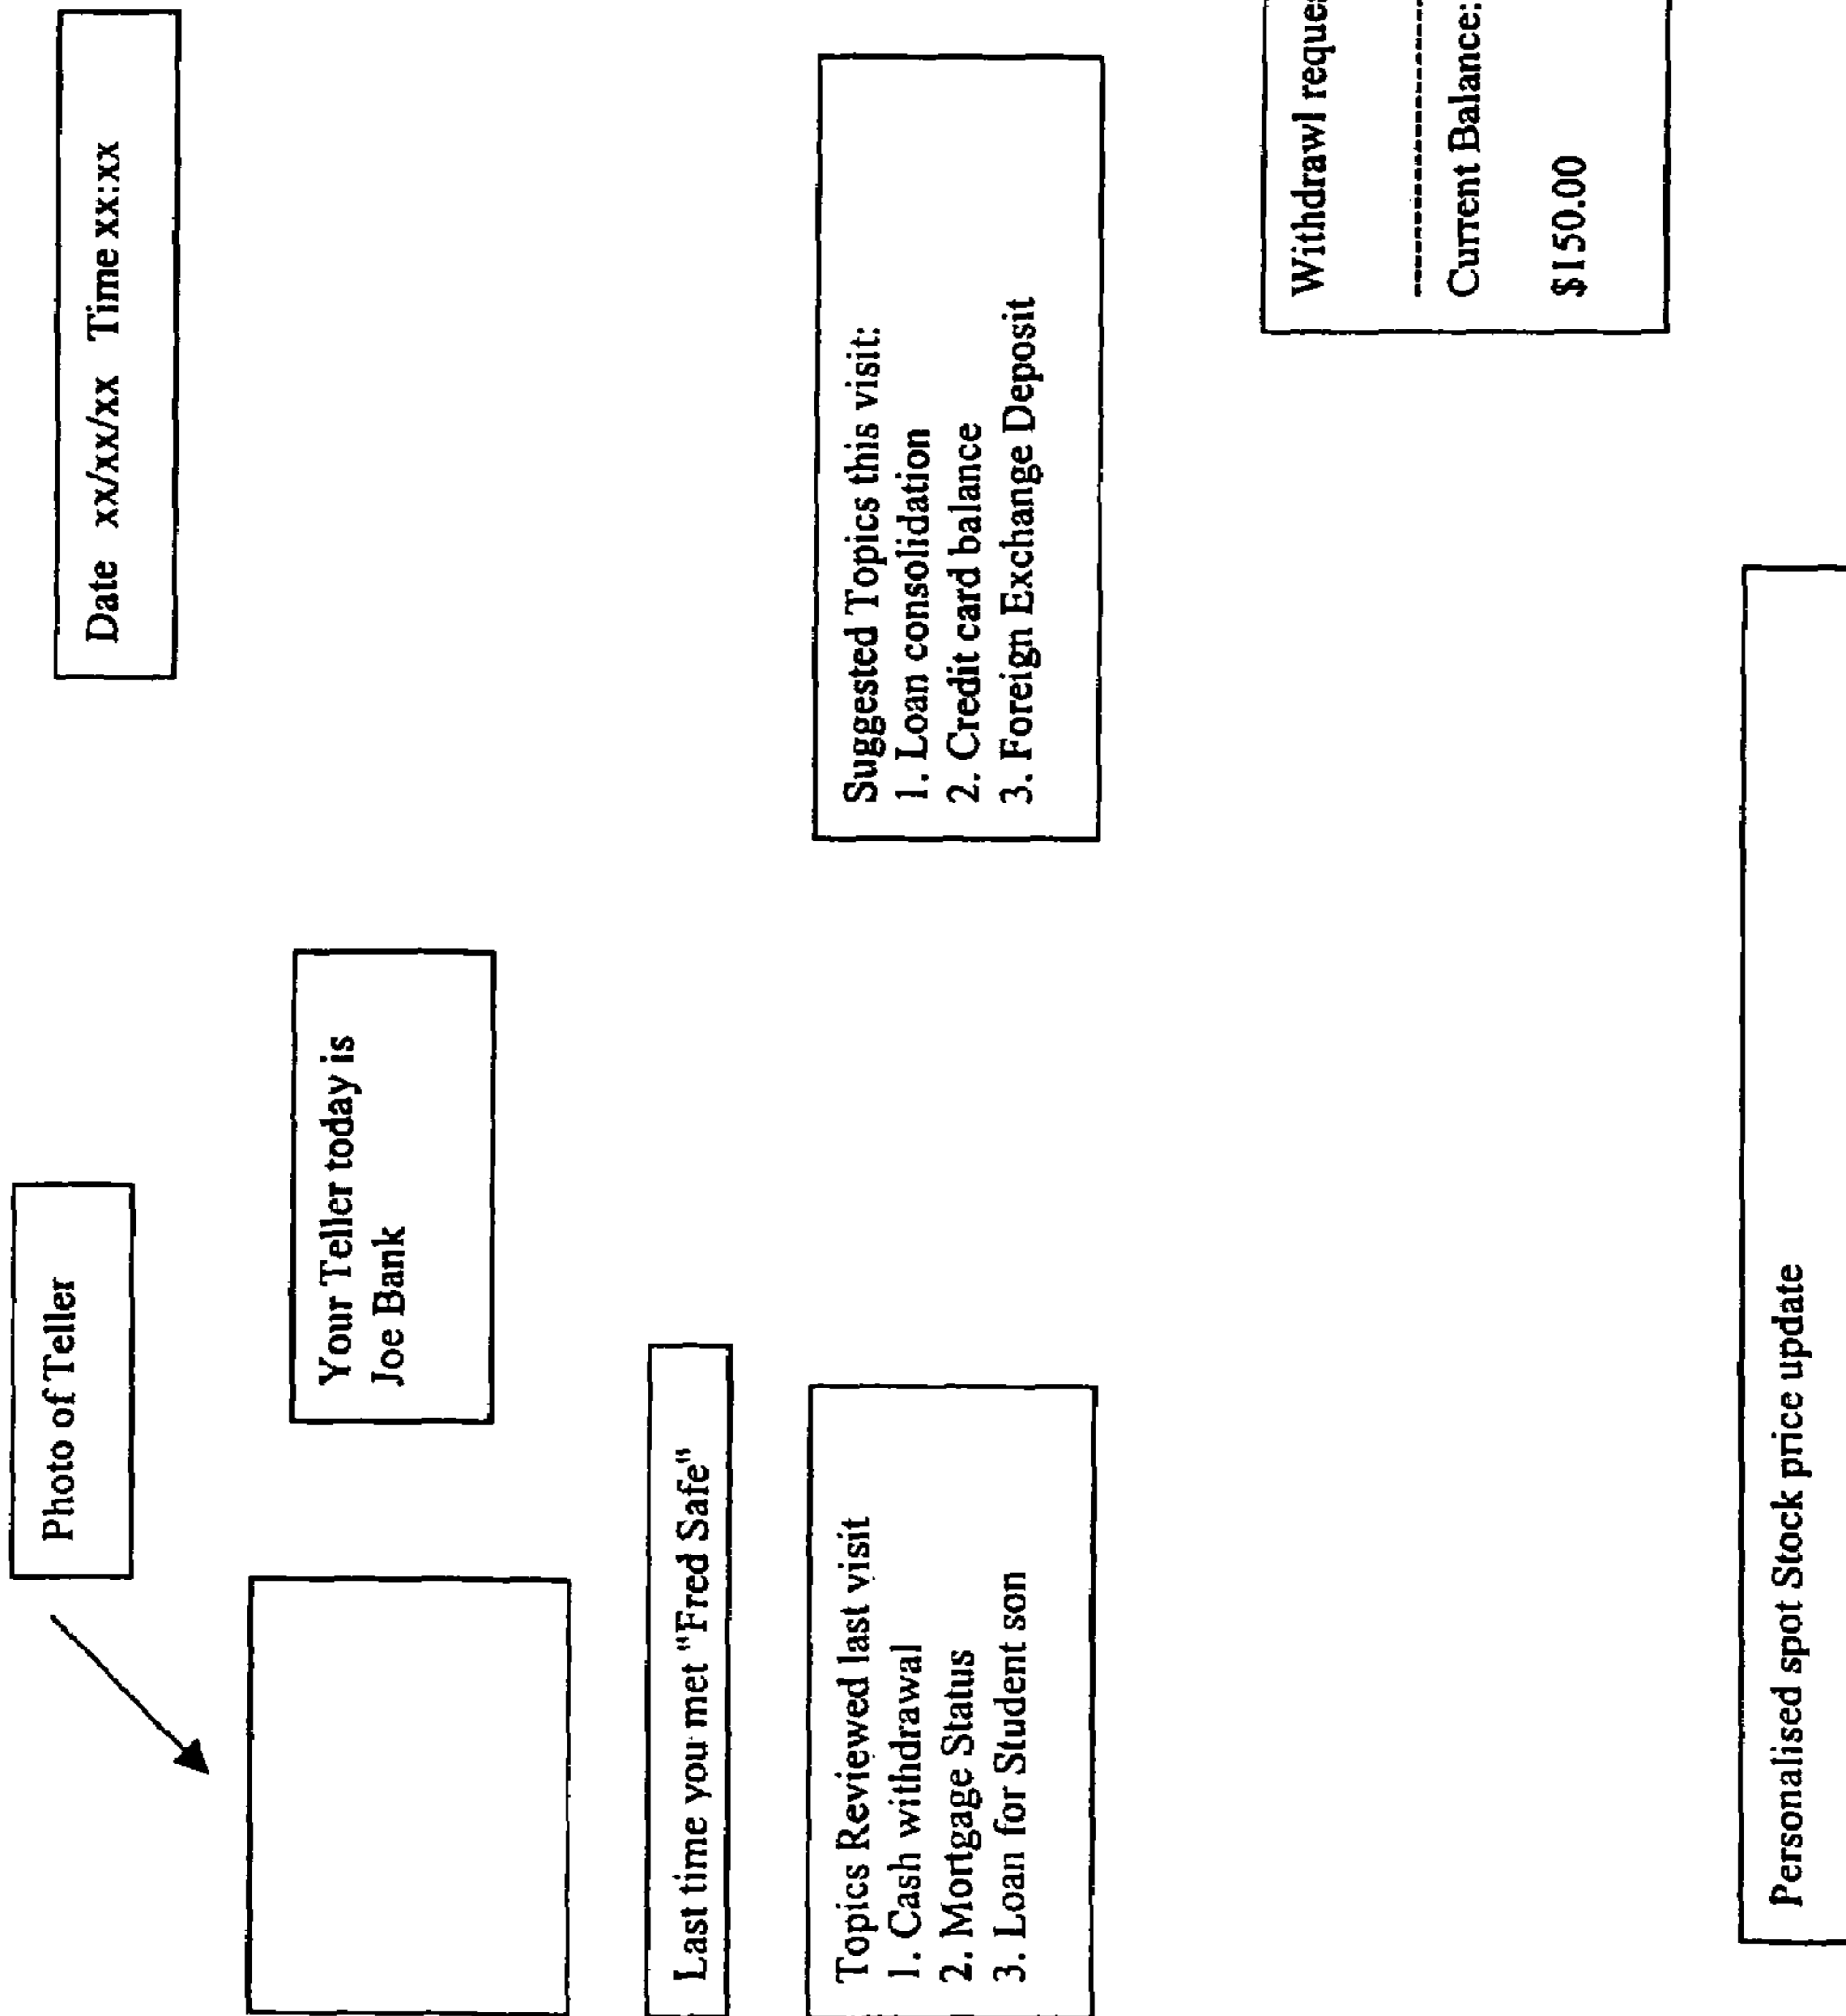 Photo of Teller
Date xx/xx/xx Time xx:xx
Your Teller today is
Joe Bank
Last time you met "Fred Safe"
Topics Reviewed last visit
1. Cash withdrawal
2. Mortgage Status
3. Loan for Student son
Suggested Topics this visit:
1. Loan consolidation
2. Credit card balance
3. Foreign Exchange Deposit
Withdrawl reques
Current Balance:
$150.00
Personalised spot Stock price update